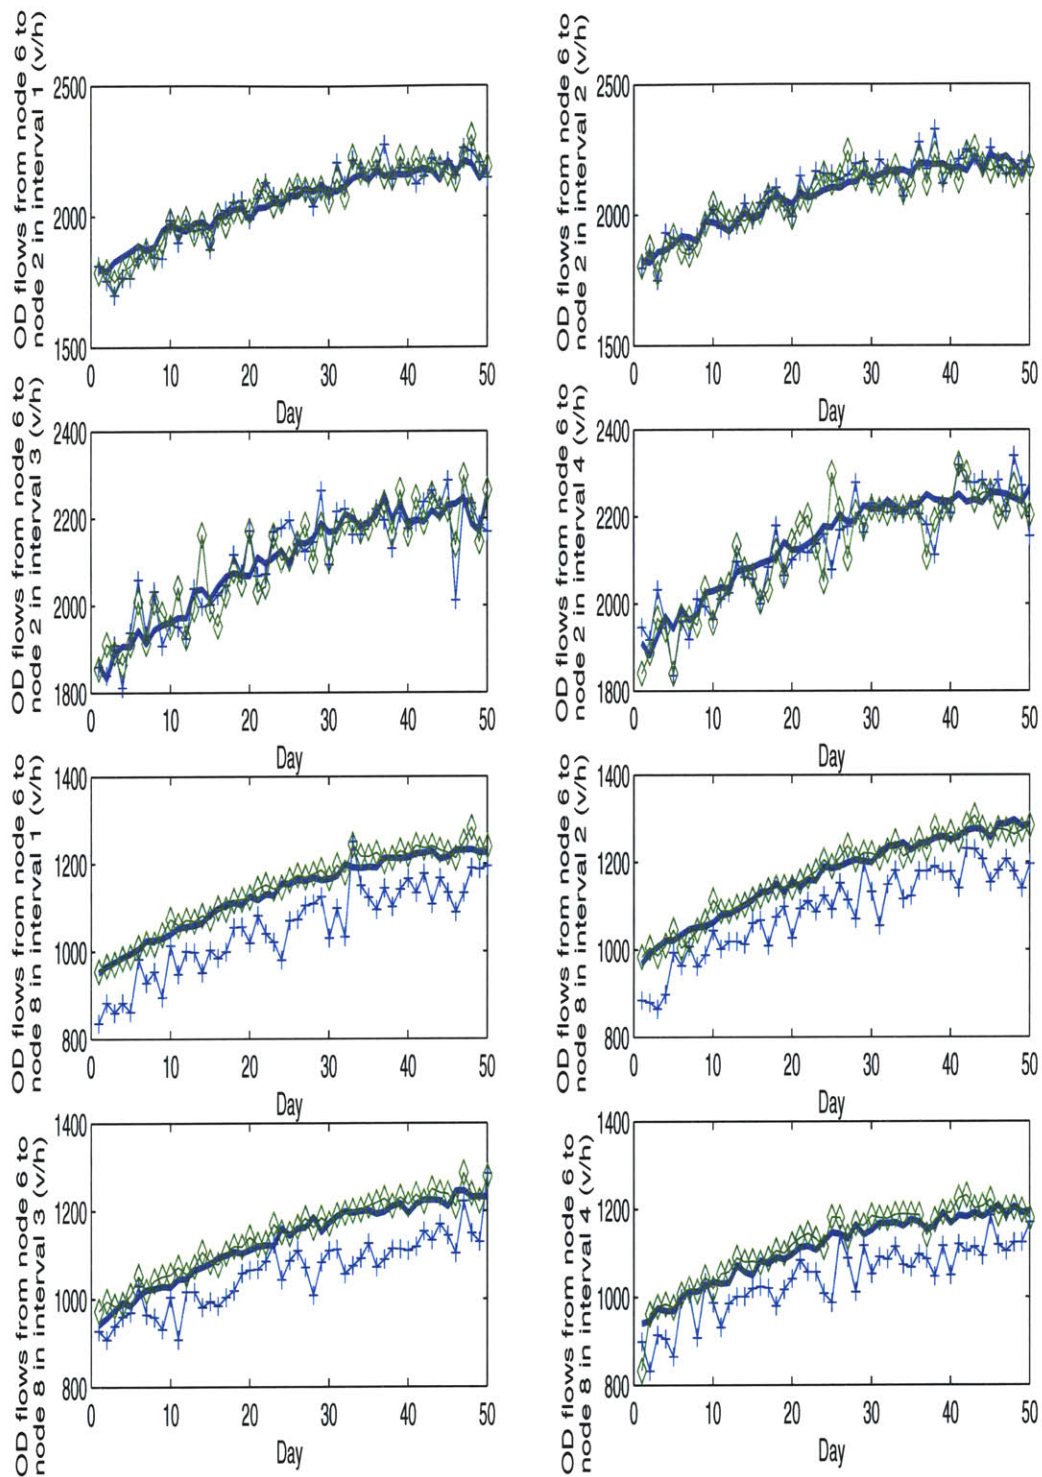 OD flows from node 6 to
node 2 in interval 1 (v/h)
2500
2000
1500
0 10 20 30 40 50
Day
OD flows from node 6 to
node 2 in interval 2 (v/h)
2500
2000
1500
0 10 20 30 40 50
Day
OD flows from node 6 to
node 2 in interval 3 (v/h)
2400
2200
2000
1800
0 10 20 30 40 50
Day
OD flows from node 6 to
node 2 in interval 4 (v/h)
2400
2200
2000
1800
0 10 20 30 40 50
Day
OD flows from node 6 to
node 8 in interval 1 (v/h)
1400
1200
1000
800
0 10 20 30 40 50
Day
OD flows from node 6 to
node 8 in interval 2 (v/h)
1400
1200
1000
800
0 10 20 30 40 50
Day
OD flows from node 6 to
node 8 in interval 3 (v/h)
1400
1200
1000
800
0 10 20 30 40 50
Day
OD flows from node 6 to
node 8 in interval 4 (v/h)
1400
1200
1000
800
0 10 20 30 40 50
Day